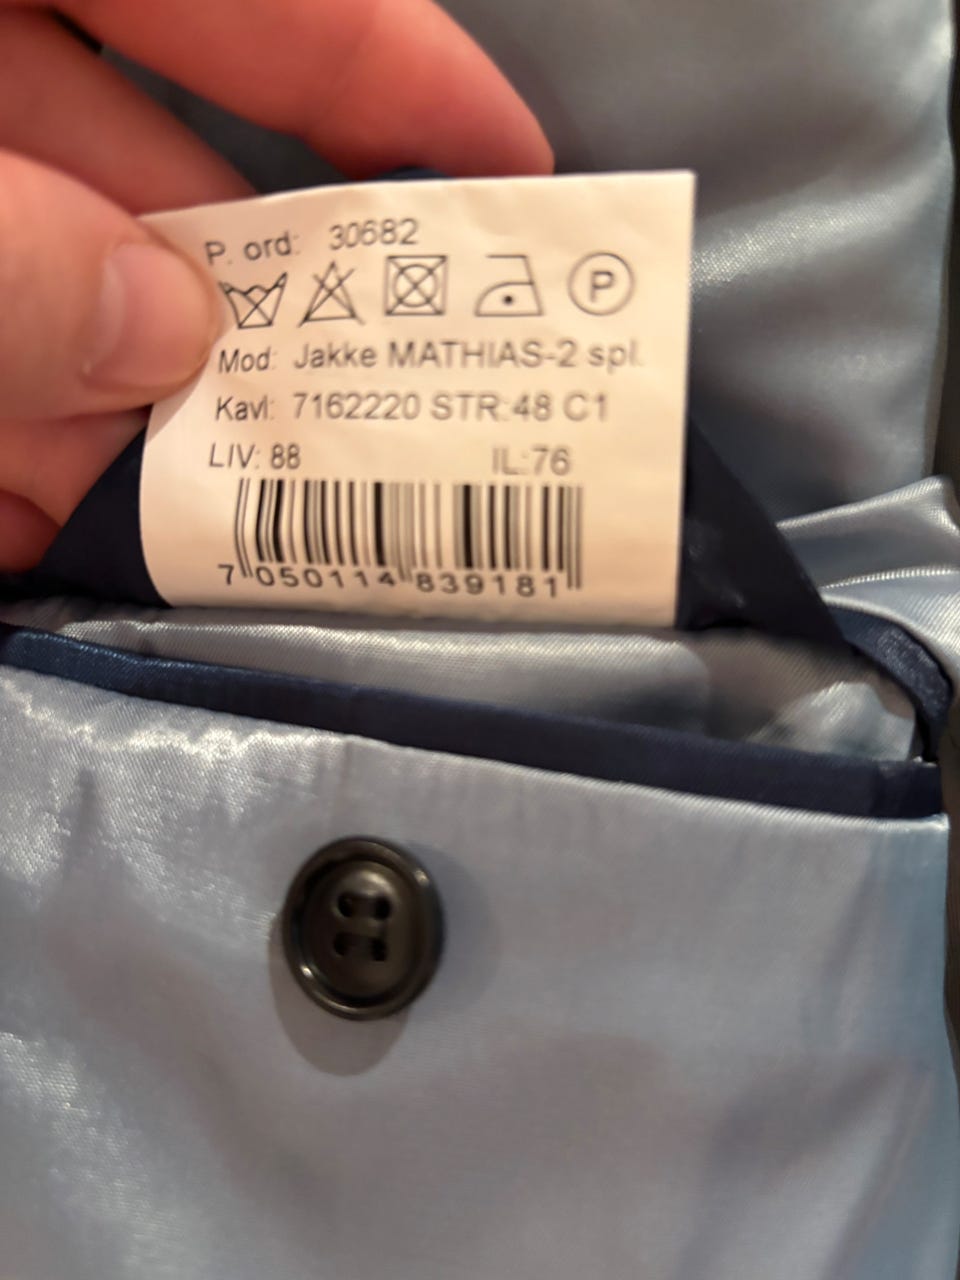 P. ord: 30682
P
Mod: Jakke MATHIAS-2 spl.
Kavl: 7162220 STR:48 C1
LIV: 88 IL:76
7 050114 839181